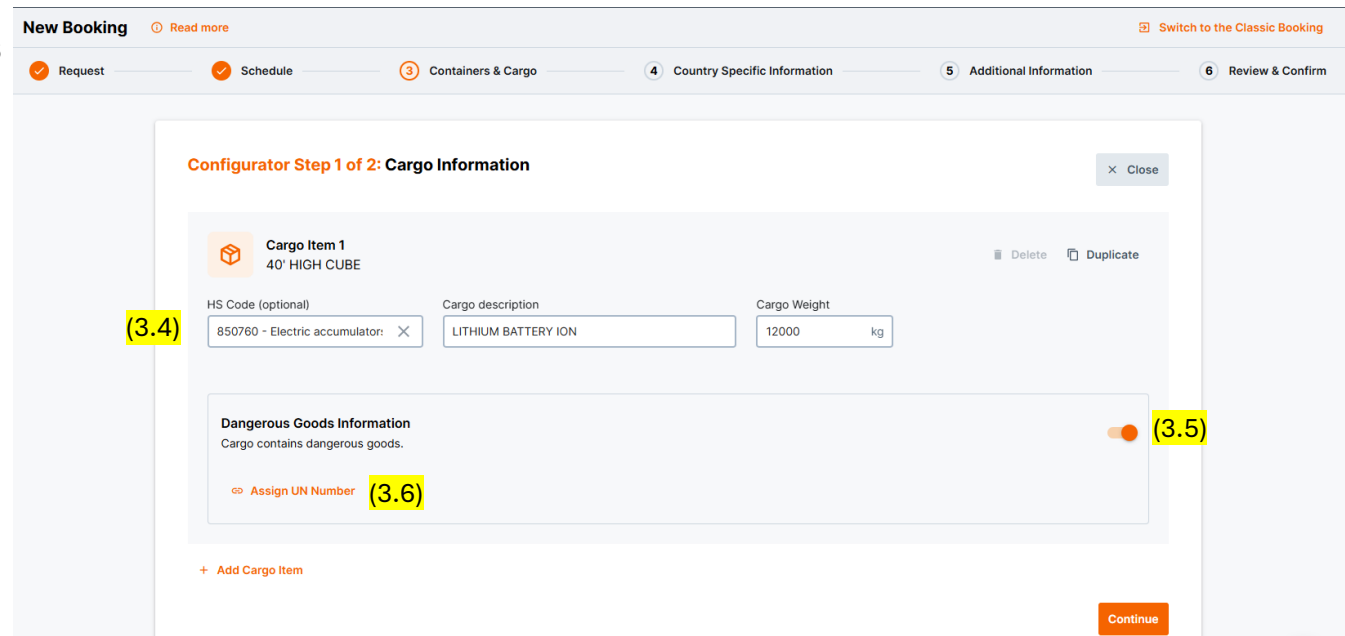 New Booking Read more Switch to the Classic Booking
Request Schedule 3 Containers & Cargo 4 Country Specific Information 5 Additional Information 6 Review & Confirm
Configurator Step 1 of 2: Cargo Information
× Close
Cargo Item 1
40' HIGH CUBE
Delete Duplicate
HS Code (optional) Cargo description Cargo Weight
(3.4) 850760 - Electric accumulator: × LITHIUM BATTERY ION 12000 kg
Dangerous Goods Information
Cargo contains dangerous goods.
(3.5)
Assign UN Number (3.6)
+ Add Cargo Item
Continue